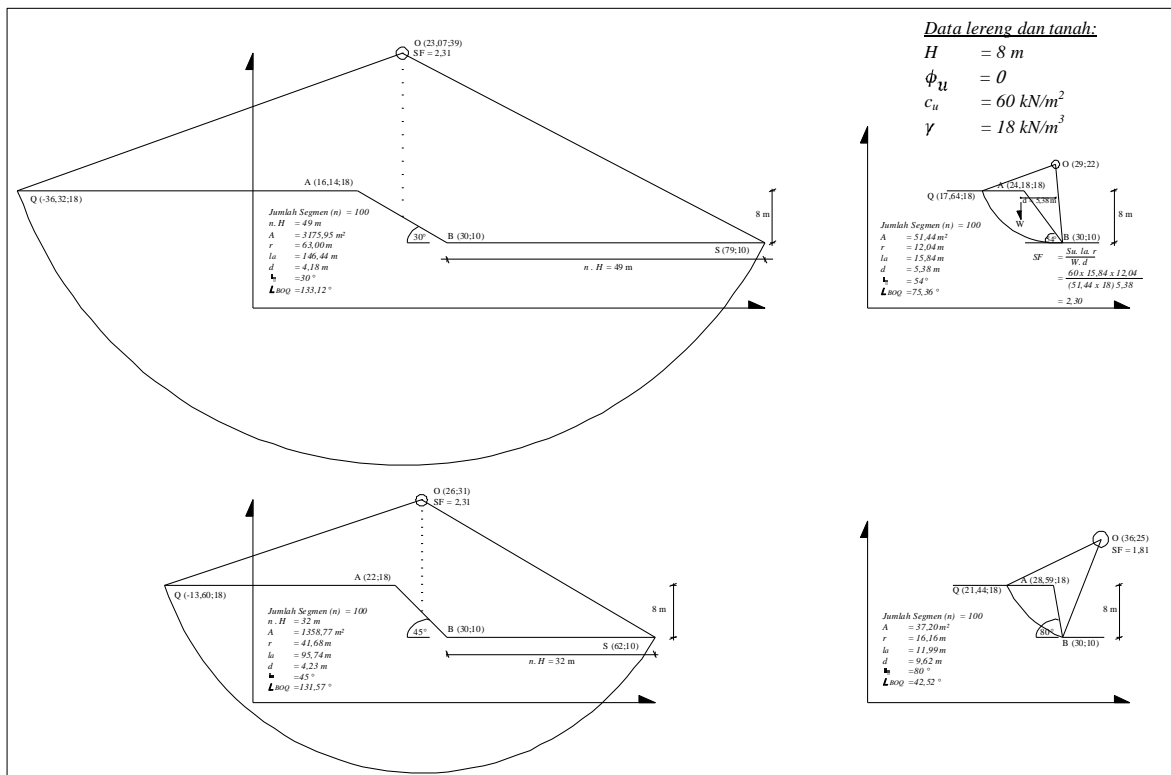 Data lereng dan tanah:
H = 8 m
ϕu = 0
cu = 60 kN/m²
γ = 18 kN/m³
O (23,07;39)
SF = 2,31
A (16,14;18)
Q (-36,32;18)
8 m
Jumlah Segmen (n) = 100
n. H = 49 m
A = 3175,95 m²
r = 63,00 m
la = 146,44 m
d = 4,18 m
=30 °
∠BOQ =133,12 °
30°
B (30;10)
S (79;10)
n . H = 49 m
O (29;22)
A (24,18;18)
Q (17,64;18)
d = 5,38 m
W
8 m
B (30;10)
Jumlah Segmen (n) = 100
A = 51,44 m²
r = 12,04 m
la = 15,84 m
d = 5,38 m
= 54°
∠BOQ =75,36 °
SF = Su. la. r
W. d
= 60 x 15,84 x 12,04
(51,44 x 18) 5,38
= 2,30
O (26;31)
SF = 2,31
A (22;18)
Q (-13,60;18)
8 m
Jumlah Segmen (n) = 100
n . H = 32 m
A = 1358,77 m²
r = 41,68 m
la = 95,74 m
d = 4,23 m
=45 °
∠BOQ =131,57 °
45°
B (30;10)
S (62;10)
n . H = 32 m
O (36;25)
SF = 1,81
A (28,59;18)
Q (21,44;18)
8 m
Jumlah Segmen (n) = 100
A = 37,20 m²
r = 16,16 m
la = 11,99 m
d = 9,62 m
=80 °
∠BOQ =42,52 °
80°
B (30;10)